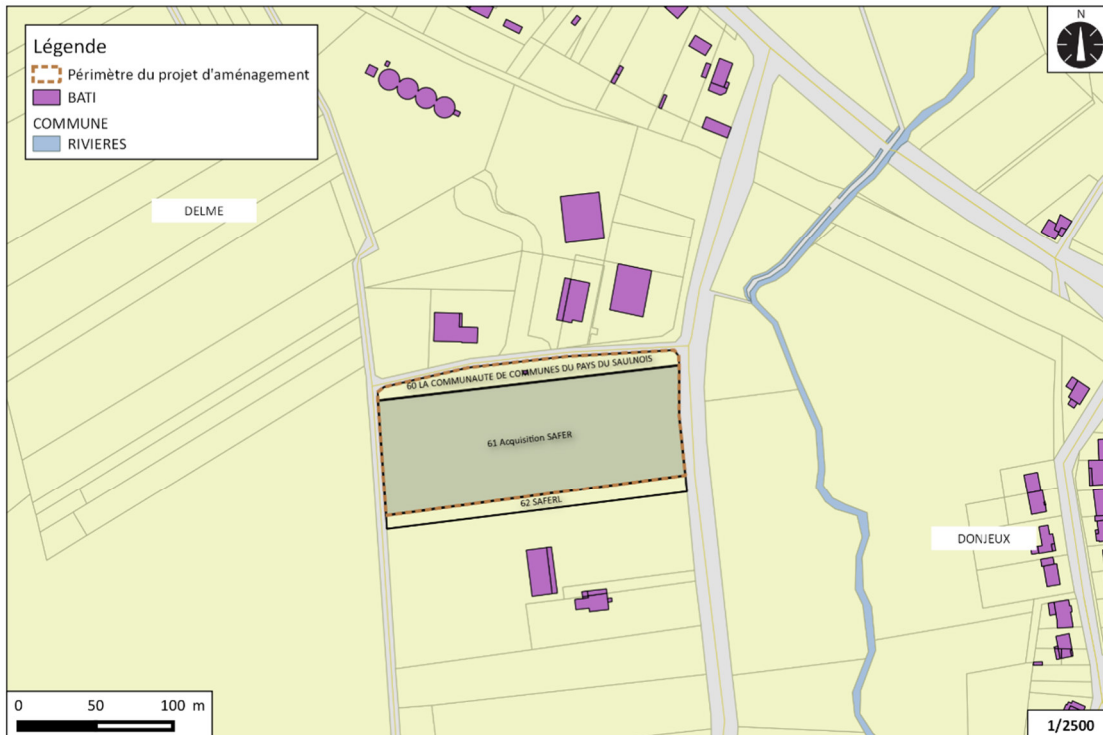 Légende
Périmètre du projet d'aménagement
BATI
COMMUNE
RIVIERES
N
DELME
60 LA COMMUNAUTE DE COMMUNES DU PAYS DU SAULNOIS
61 Acquisition SAFER
62 SAFERL
DONJEUX
0 50 100 m
1/2500